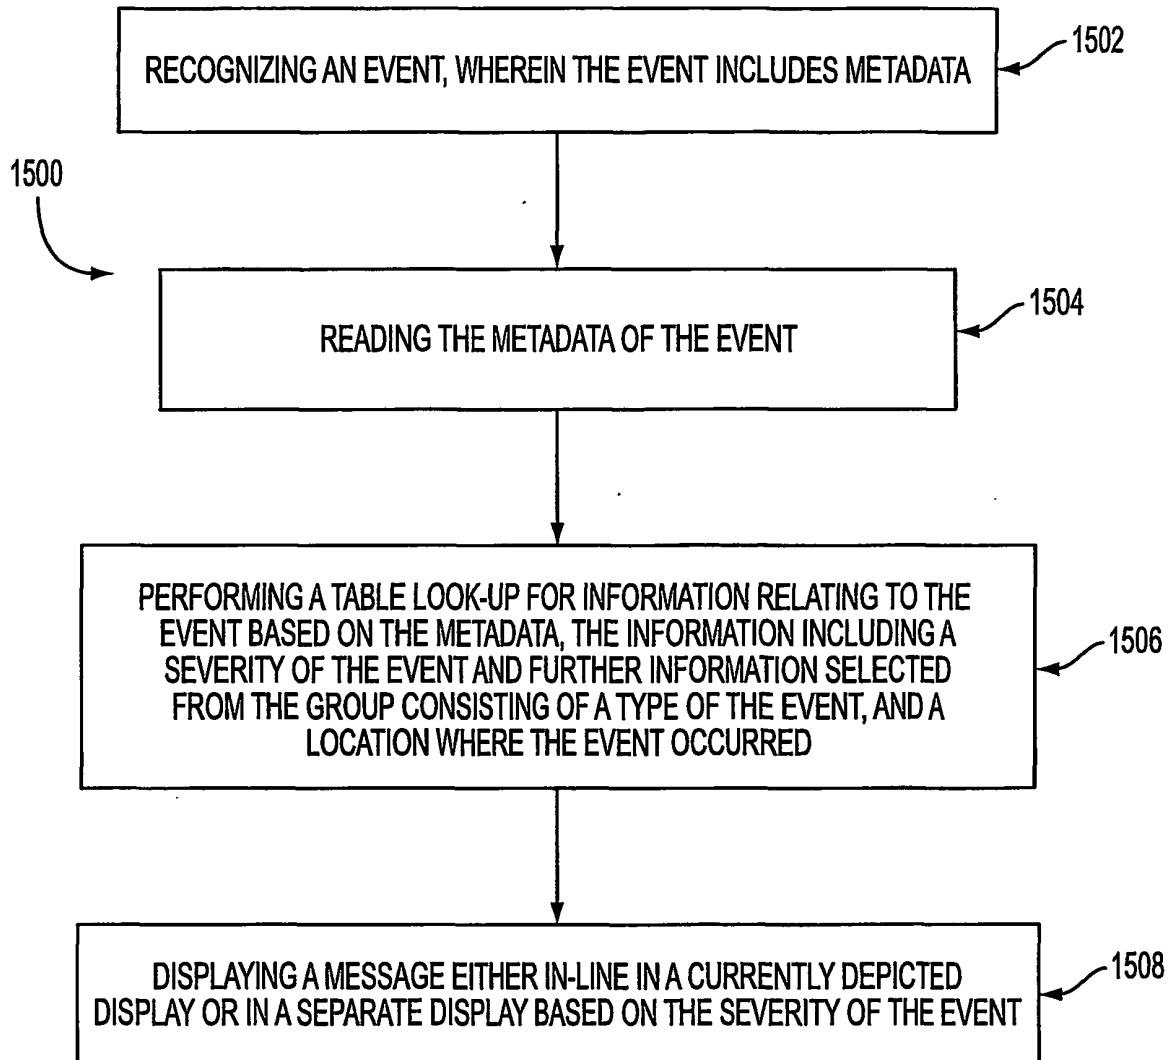 1502
RECOGNIZING AN EVENT, WHEREIN THE EVENT INCLUDES METADATA
1500
1504
READING THE METADATA OF THE EVENT
PERFORMING A TABLE LOOK-UP FOR INFORMATION RELATING TO THE
EVENT BASED ON THE METADATA, THE INFORMATION INCLUDING A
SEVERITY OF THE EVENT AND FURTHER INFORMATION SELECTED
FROM THE GROUP CONSISTING OF A TYPE OF THE EVENT, AND A
LOCATION WHERE THE EVENT OCCURRED
1506
DISPLAYING A MESSAGE EITHER IN-LINE IN A CURRENTLY DEPICTED
DISPLAY OR IN A SEPARATE DISPLAY BASED ON THE SEVERITY OF THE EVENT
1508